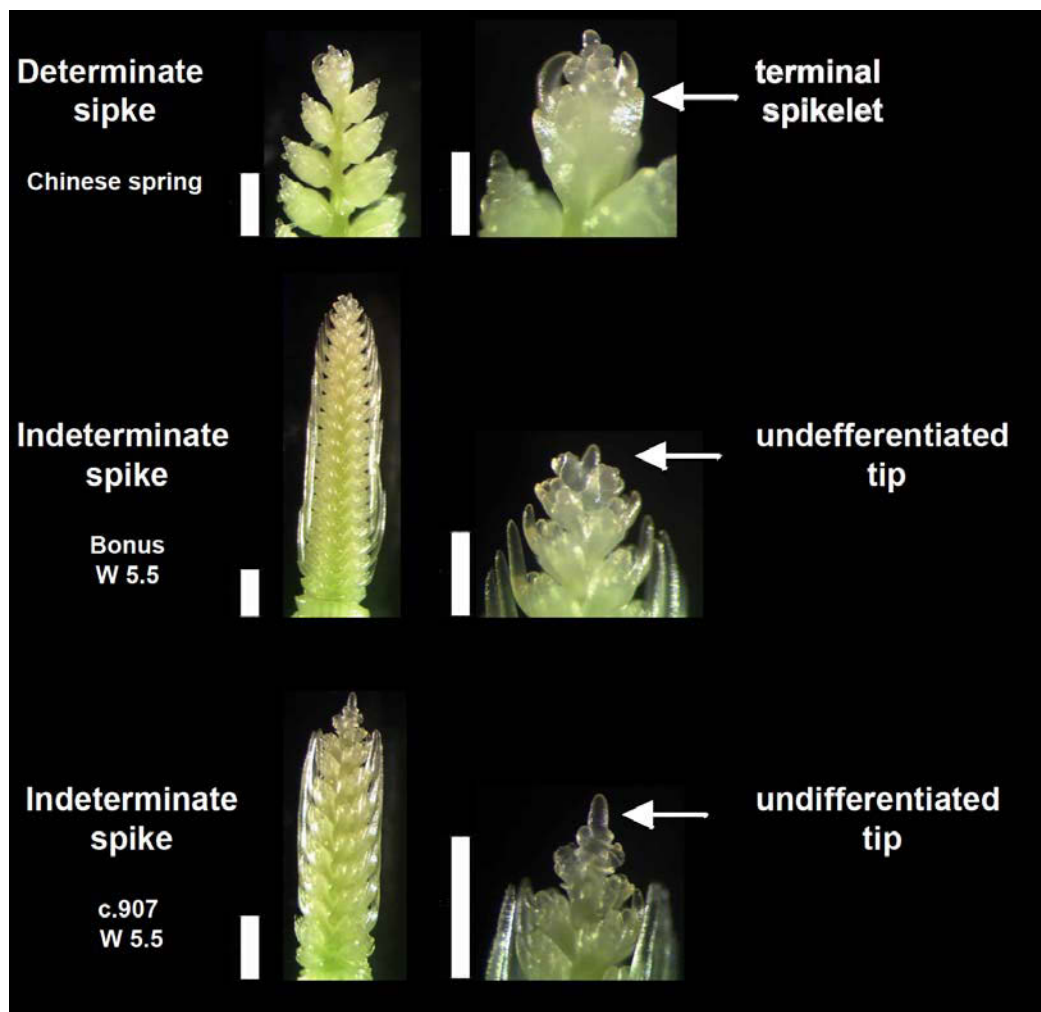 Determinate
sipke
Chinese spring
terminal
spikelet
Indeterminate
spike
Bonus
W 5.5
undefferentiated
tip
Indeterminate
spike
c.907
W 5.5
undifferentiated
tip